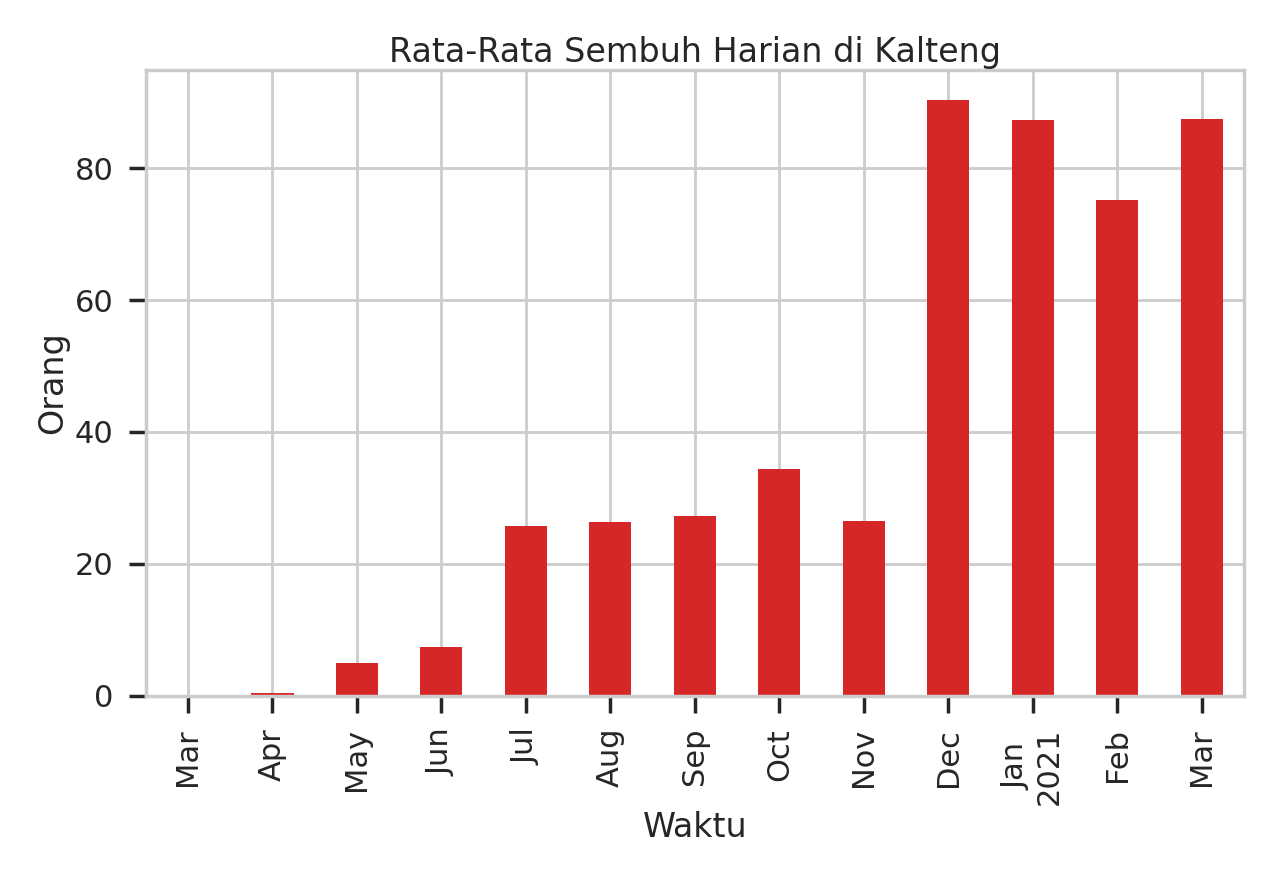 Rata-Rata Sembuh Harian di Kalteng
80
60
40
20
0
Orang
Mar
Apr
May
Jun
Jul
Aug
Sep
Oct
Nov
Dec
Jan
2021
Feb
Mar
Waktu